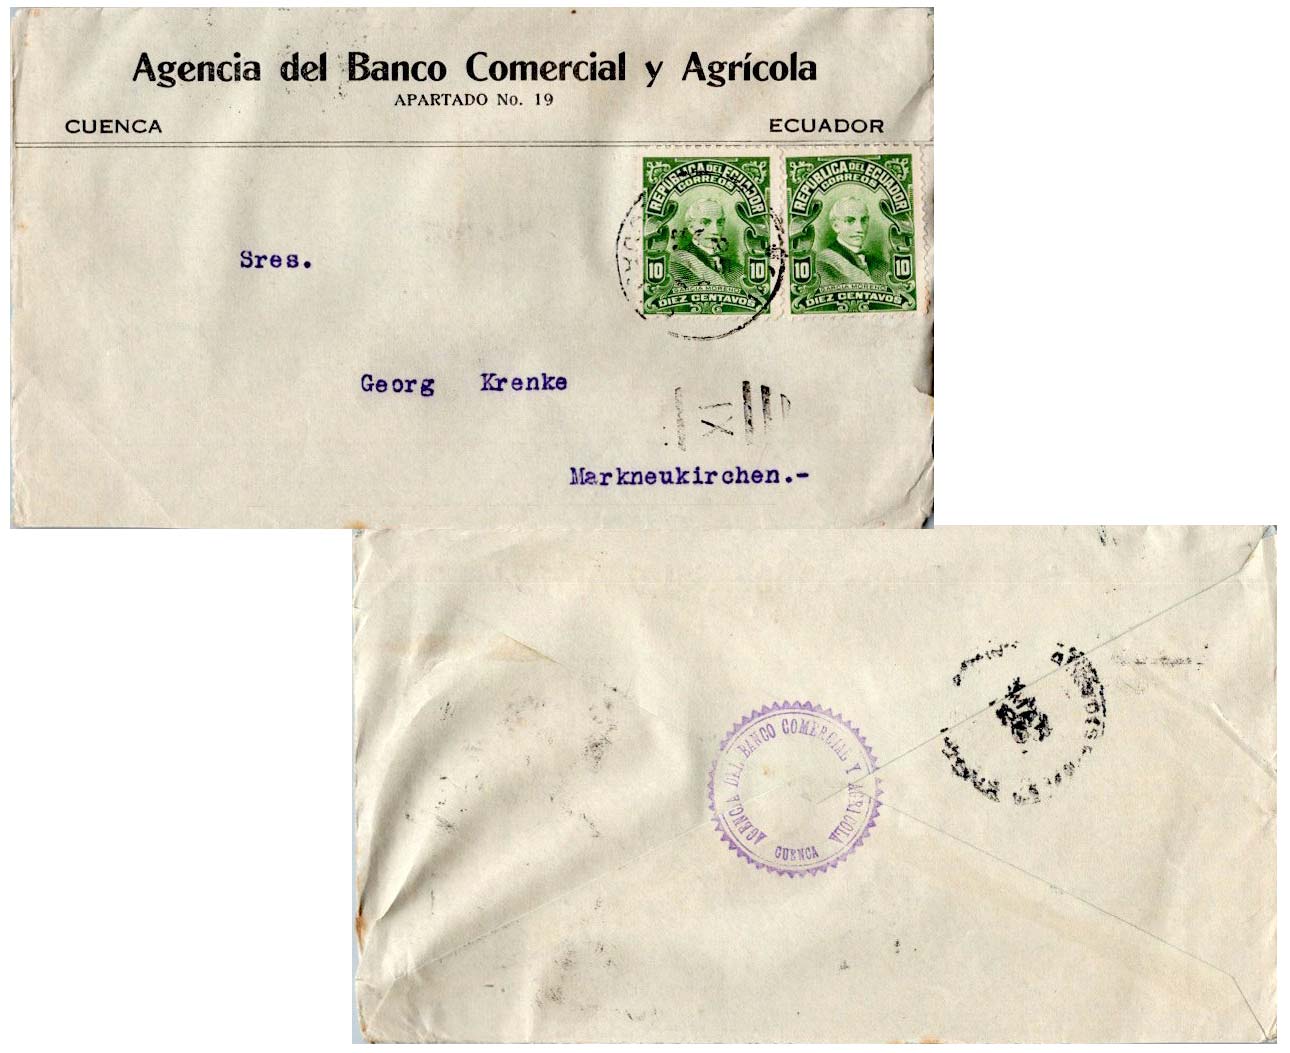 Agencia del Banco Comercial y Agrícola
APARTADO No. 19
CUENCA ECUADOR
REPUBLICA DEL ECUADOR
CORREOS
10 10
GARCIA MORENO
DIEZ CENTAVOS
REPUBLICA DEL ECUADOR
CORREOS
10 10
GARCIA MORENO
DIEZ CENTAVOS
Sres.
Georg Krenke
XI
Markneukirchen.-
AGENCIA DAL BANCO COMERCIAL Y AGRICOLA
CUENCA